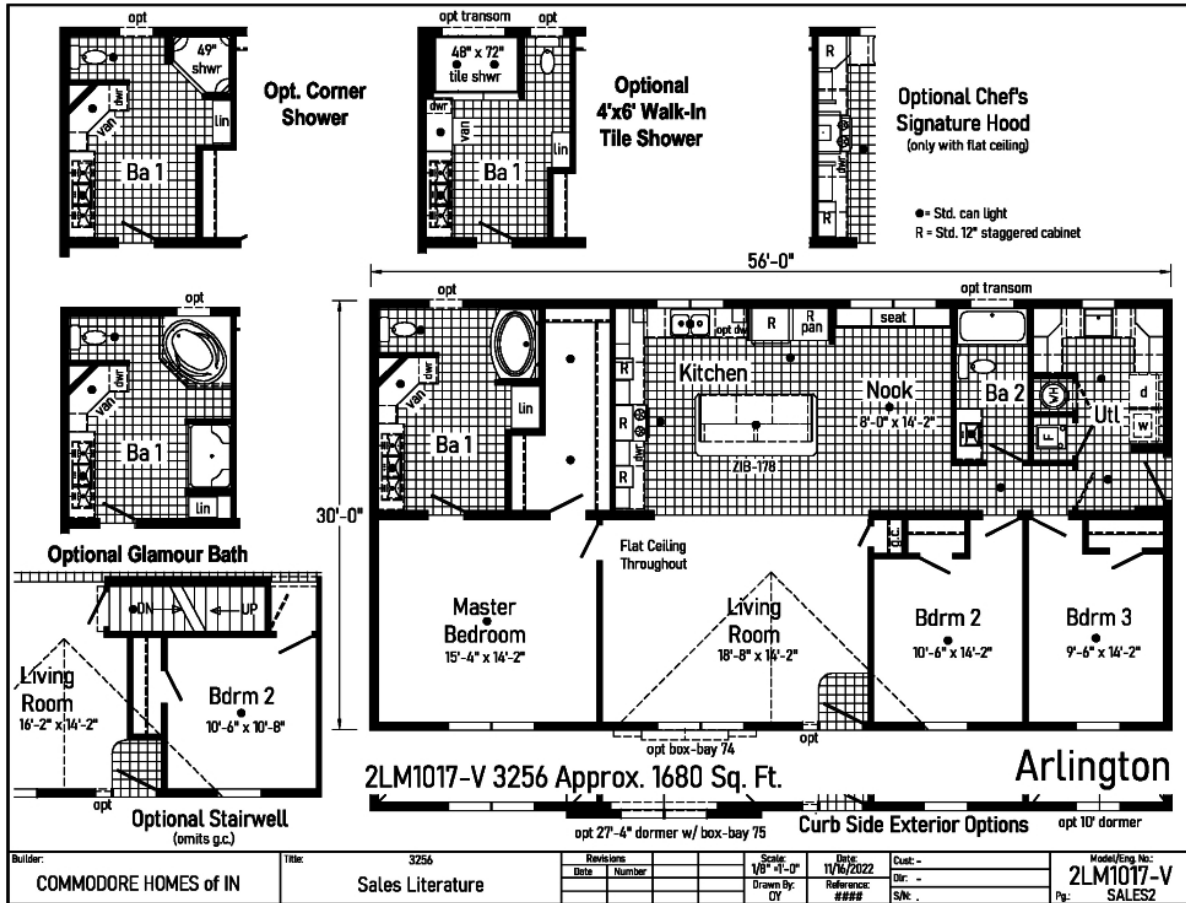 opt
49"
shwr
dwr
van
lin
Ba 1
Opt. Corner
Shower
opt transom
opt
48" x 72"
tile shwr
dwr
van
lin
Ba 1
Optional
4'x6' Walk-In
Tile Shower
R
dwr
R
Optional Chef's
Signature Hood
(only with flat ceiling)
●= Std. can light
R = Std. 12" staggered cabinet
56'-0"
30'-0"
opt
dwr
van
Ba 1
lin
Optional Glamour Bath
opt
dwr
van
lin
Ba 1
opt dw
R
R
pan
seat
opt transom
R
Kitchen
R
dwr
R
ZIB-178
Nook
8'-0" x 14'-2"
Ba 2
WH
F
Utl
d
w
g.c.
Flat Ceiling
Throughout
Master
Bedroom
15'-4" x 14'-2"
Living
Room
18'-8" x 14'-2"
Bdrm 2
10'-6" x 14'-2"
Bdrm 3
9'-6" x 14'-2"
opt box-bay 74
opt
DN
UP
Living
Room
16'-2" x 14'-2"
Bdrm 2
10'-6" x 10'-8"
opt
Optional Stairwell
(omits g.c.)
2LM1017-V 3256 Approx. 1680 Sq. Ft.
Arlington
opt 27'-4" dormer w/ box-bay 75
Curb Side Exterior Options
opt 10' dormer
Builder:
COMMODORE HOMES of IN
Title:
3256
Sales Literature
Revisions
Date Number
Scale:
1/8" =1'-0"
Drawn By:
OY
Date:
11/16/2022
Reference:
####
Cust: -
Dlr: -
S/N: .
Model/Eng. No.:
2LM1017-V
Pg.: SALES2